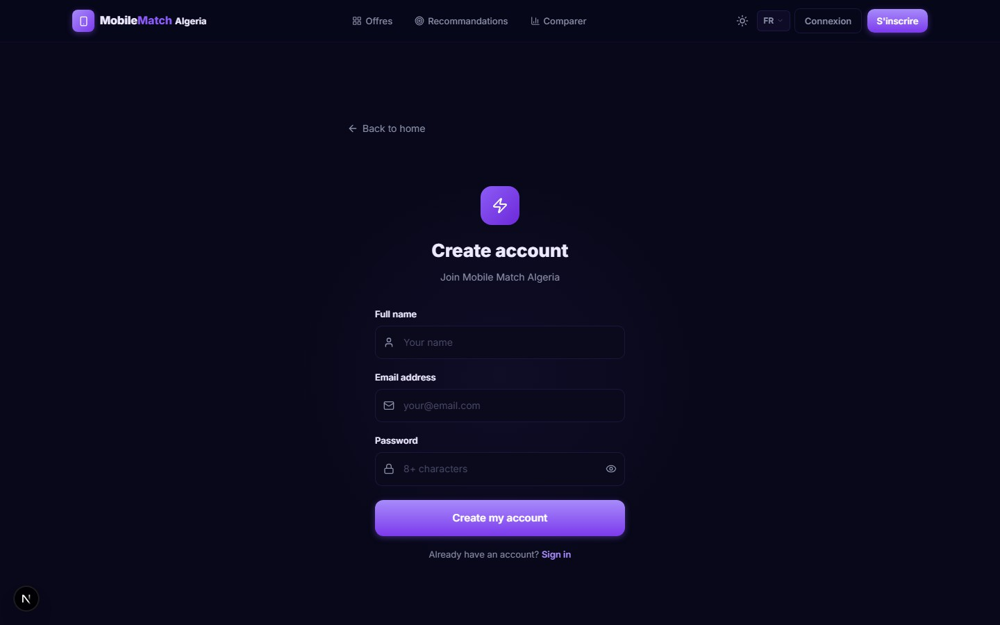 MobileMatch Algeria
Offres
Recommandations
Comparer
FR
Connexion
S'inscrire
Back to home
Create account
Join Mobile Match Algeria
Full name
Your name
Email address
your@email.com
Password
8+ characters
Create my account
Already have an account? Sign in
N